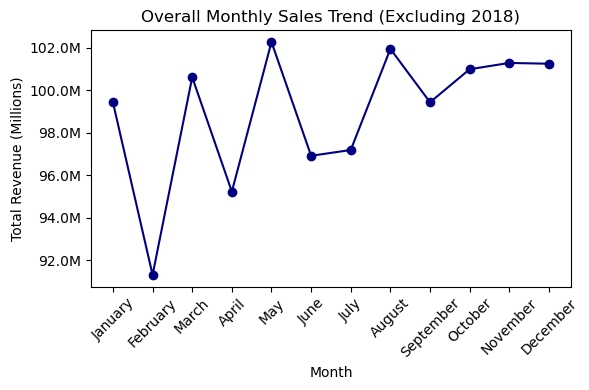 Overall Monthly Sales Trend (Excluding 2018)
Total Revenue (Millions)
102.0M
100.0M
98.0M
96.0M
94.0M
92.0M
January
February
March
April
May
June
July
August
September
October
November
December
Month